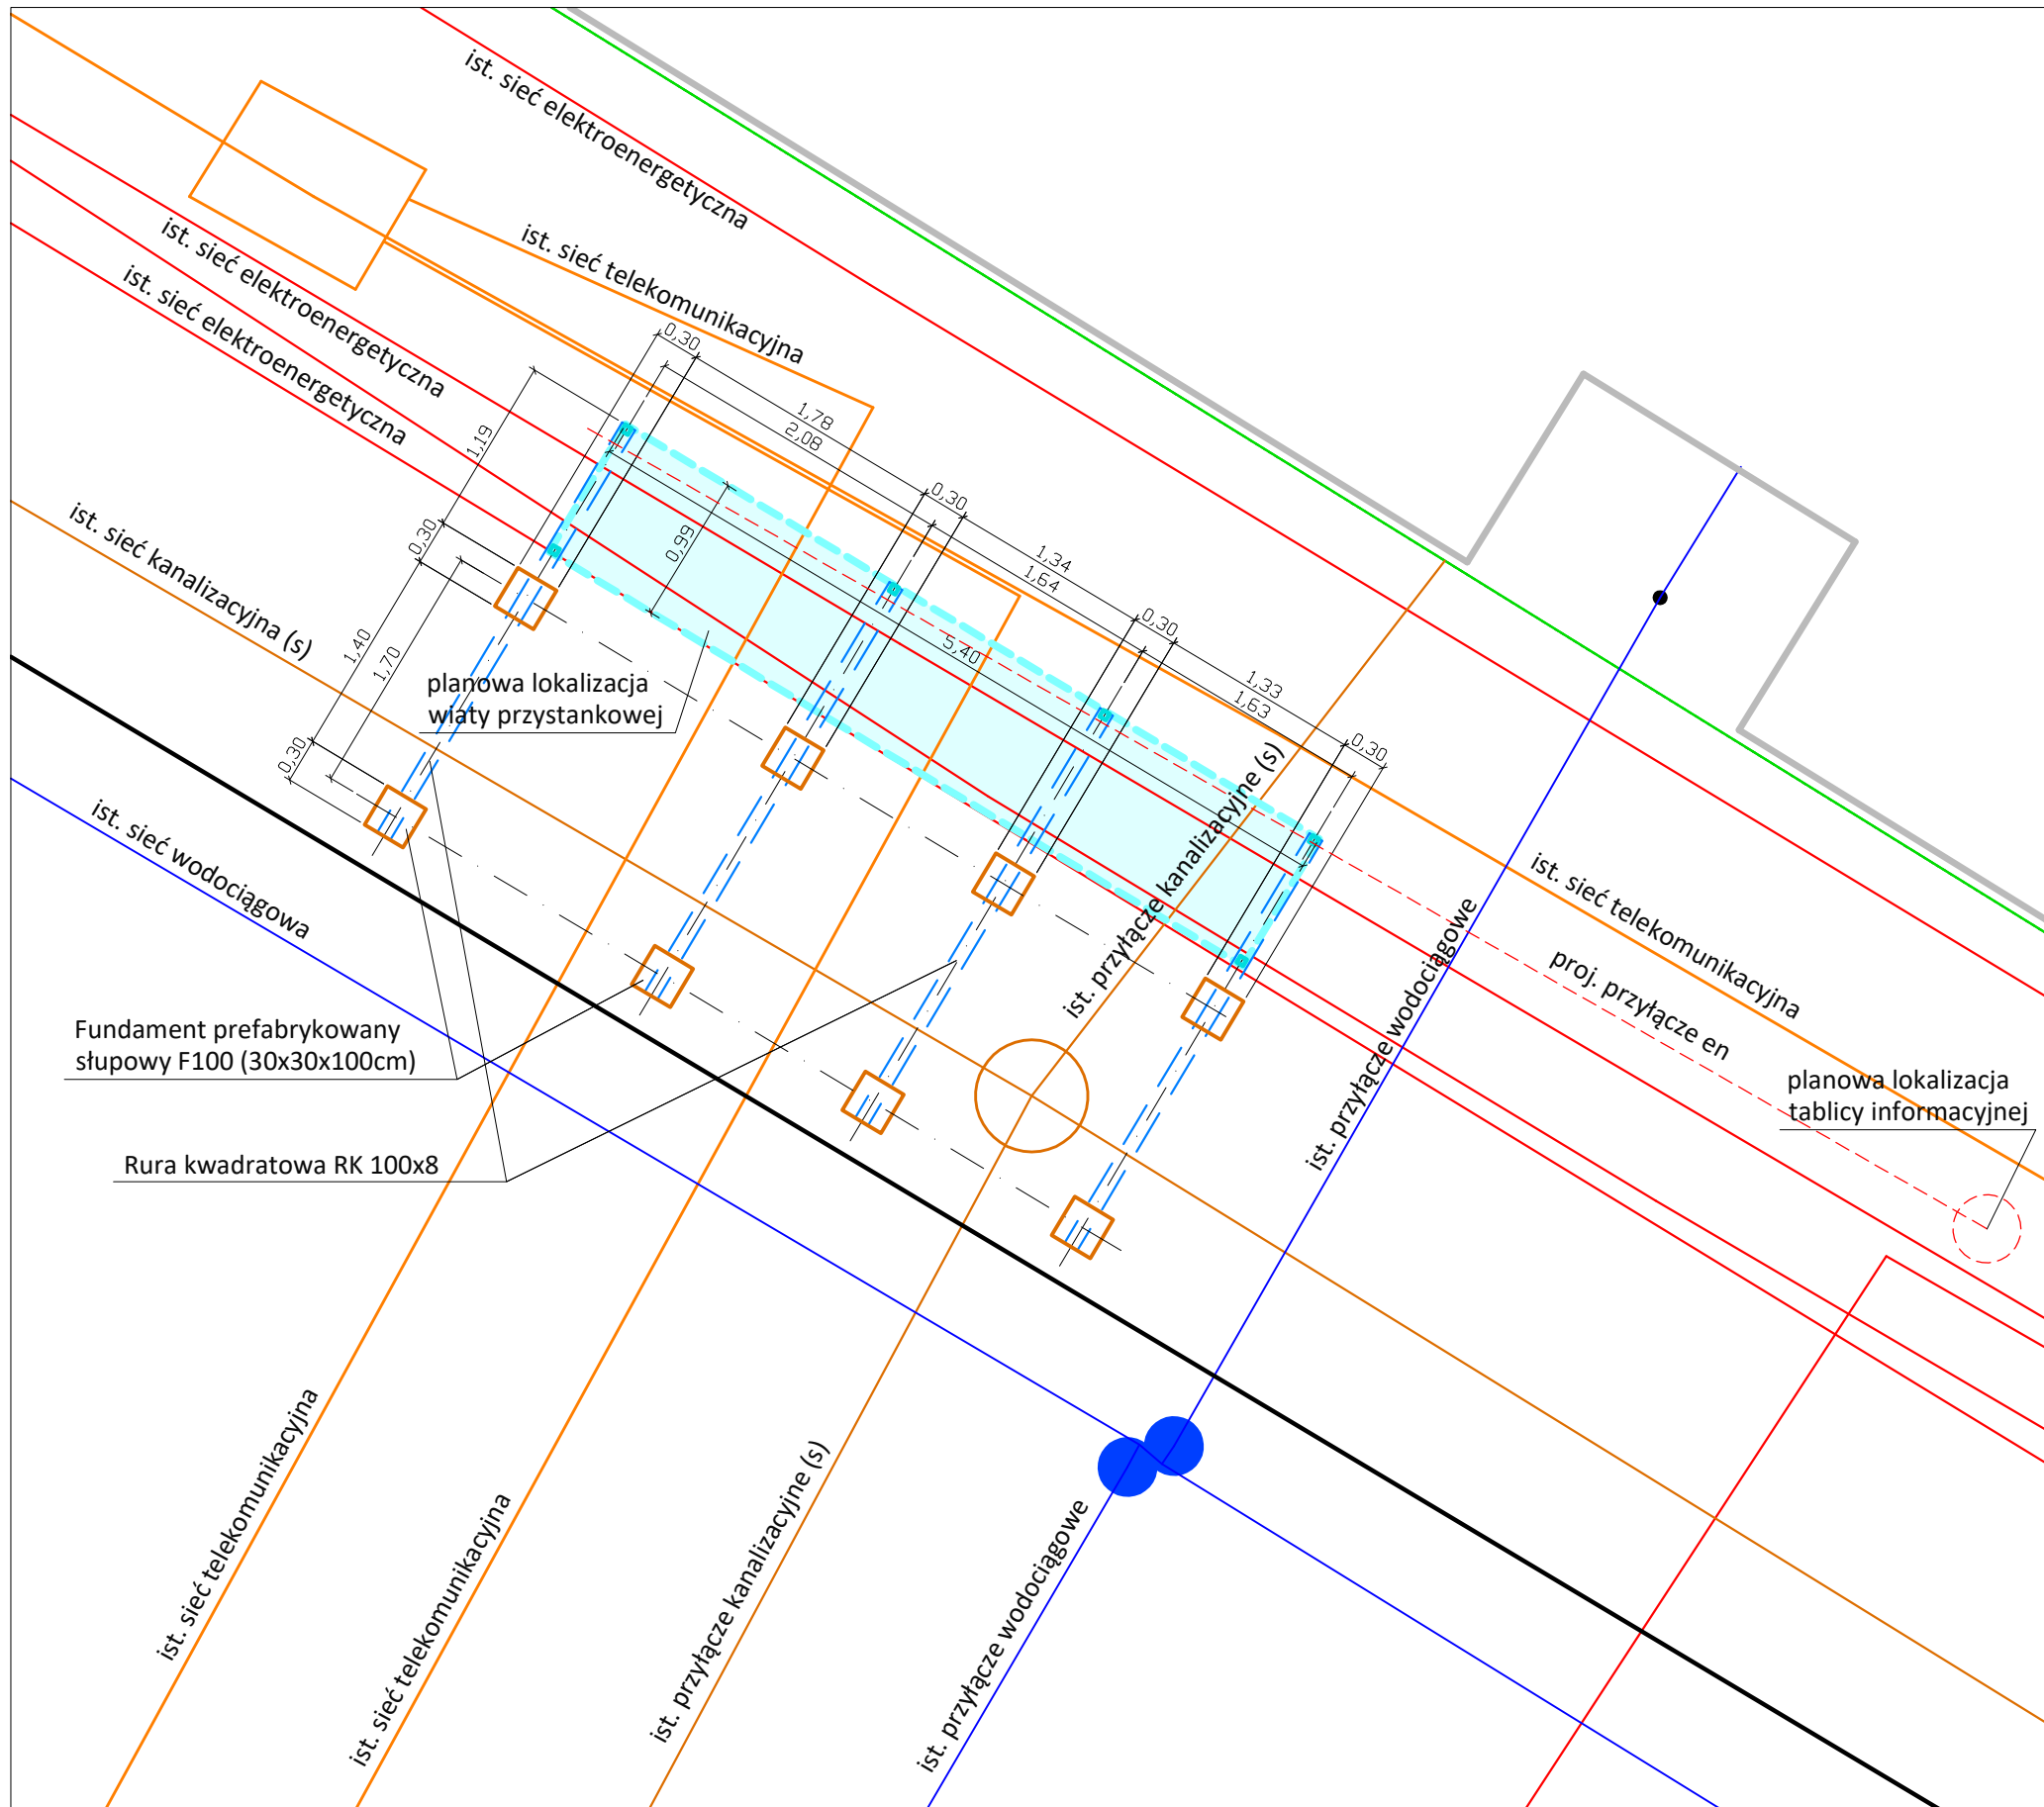 ist. sieć elektroenergetyczna
ist. sieć telekomunikacyjna
ist. sieć elektroenergetyczna
ist. sieć elektroenergetyczna
0,30
1,78
2,08
0,30
1,34
1,64
0,30
1,33
1,63
0,30
1,19
0,30
1,40
1,70
0,30
0,99
5,40
ist. sieć kanalizacyjna (s)
planowa lokalizacja
wiaty przystankowej
ist. sieć wodociągowa
ist. przyłącze kanalizacyjne (s)
ist. przyłącze wodociągowe
ist. sieć telekomunikacyjna
proj. przyłącze en
planowa lokalizacja
tablicy informacyjnej
Fundament prefabrykowany
słupowy F100 (30x30x100cm)
Rura kwadratowa RK 100x8
ist. sieć telekomunikacyjna
ist. sieć telekomunikacyjna
ist. przyłącze kanalizacyjne (s)
ist. przyłącze wodociągowe